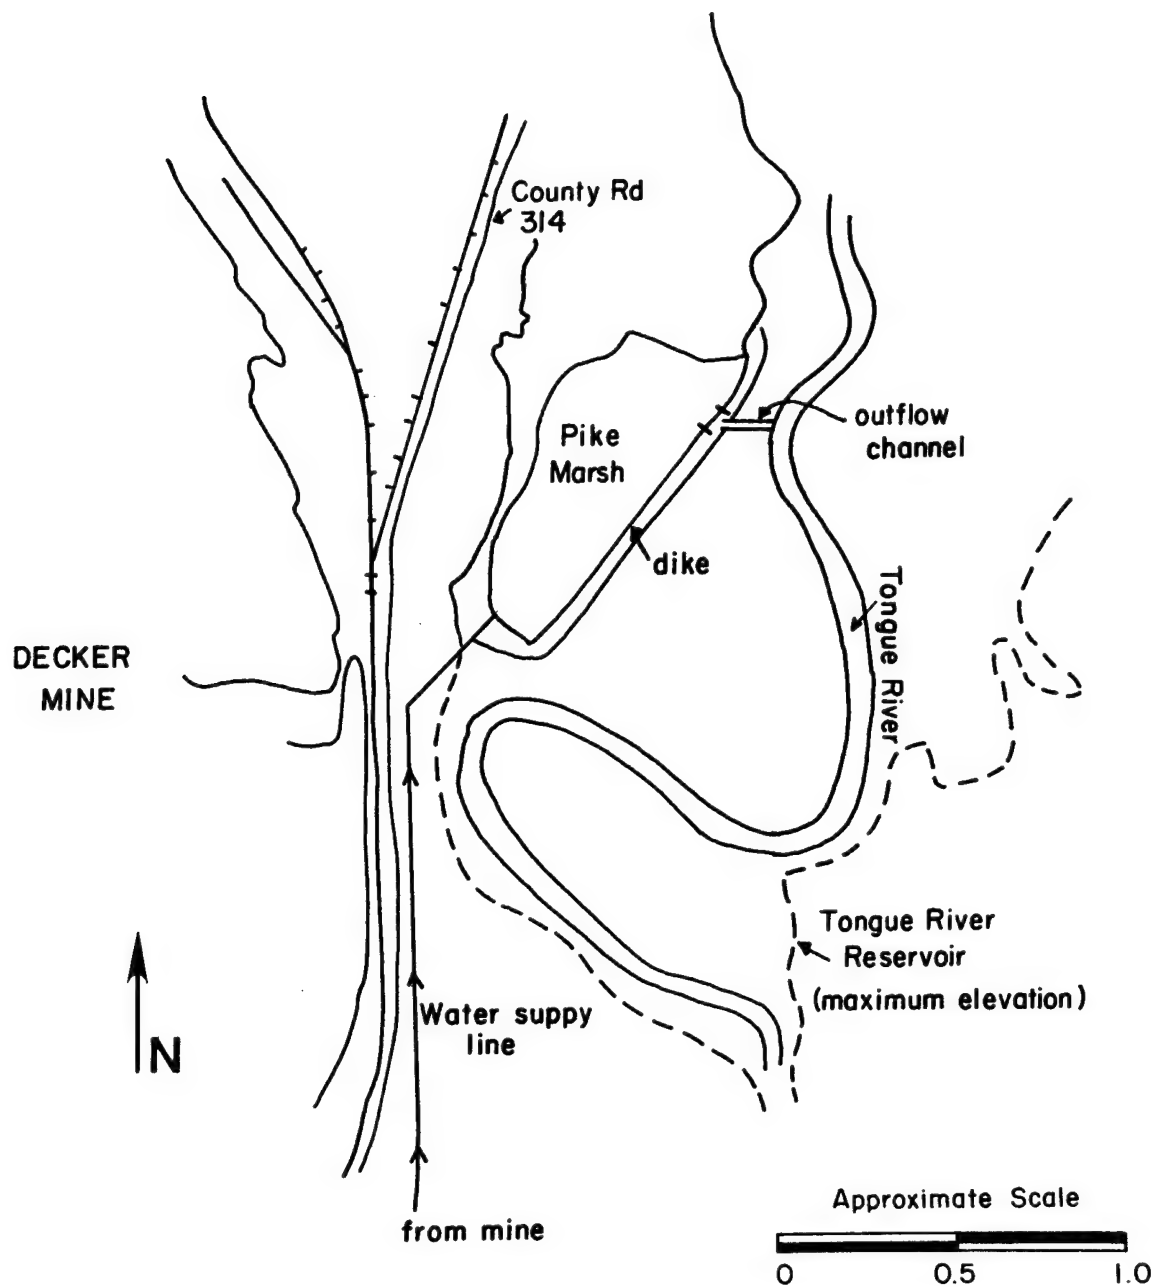 County Rd
314
Pike
Marsh
outflow
channel
dike
Tongue River
DECKER
MINE
Tongue River
Reservoir
(maximum elevation)
Water suppy
line
N
from mine
Approximate Scale
0 0.5 1.0